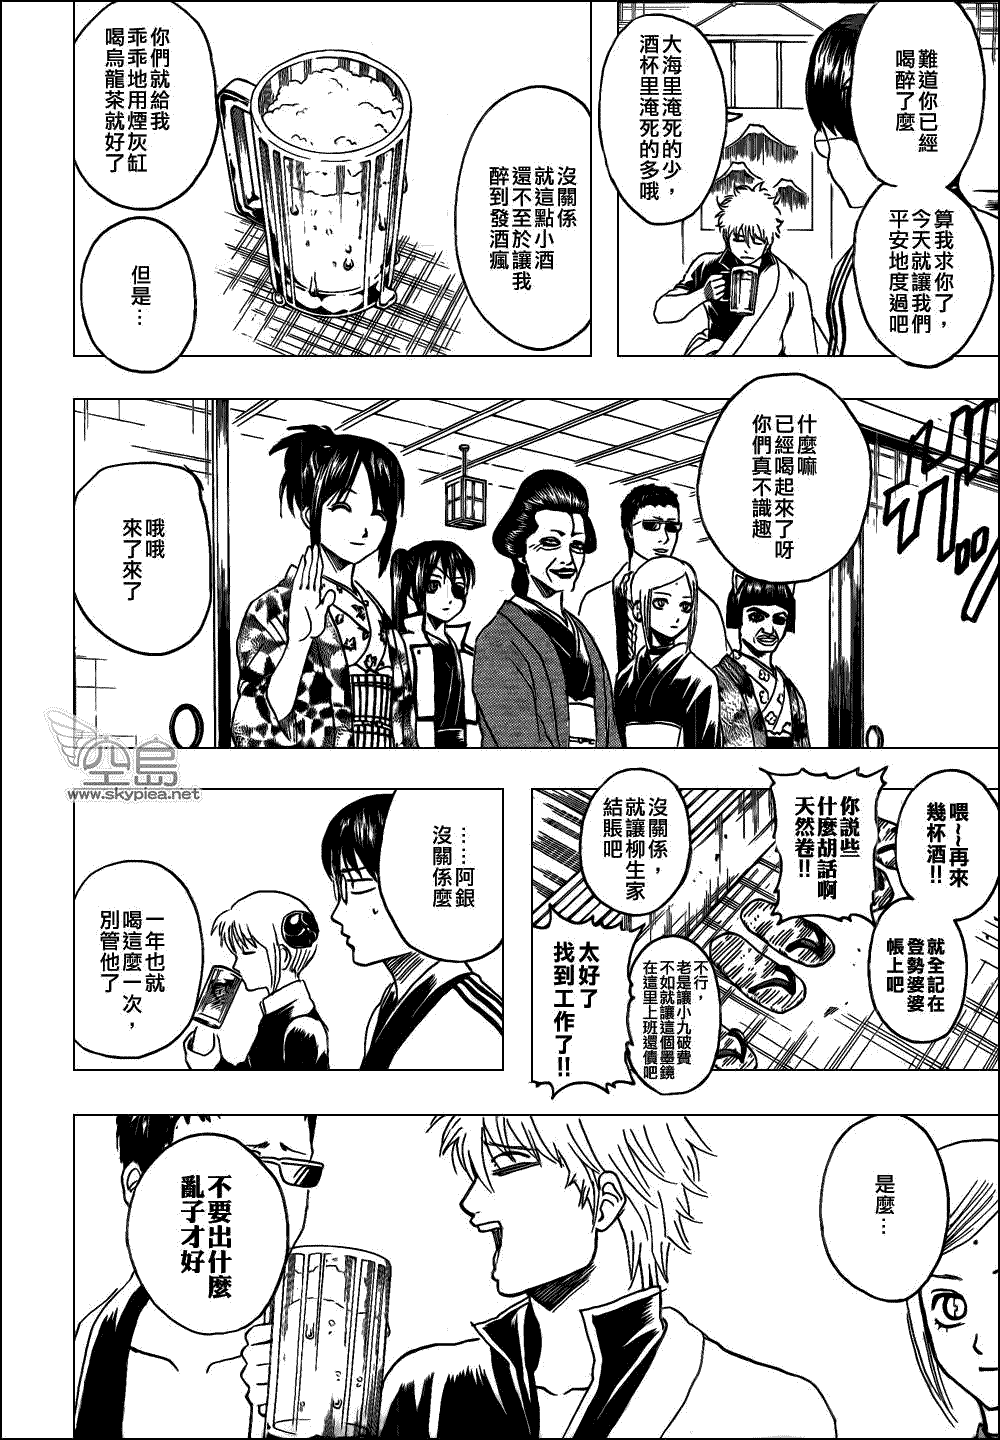 難道你已經
喝醉了麼
算我求你了，
今天就讓我們
平安地度過吧
大海里淹死的少，
酒杯里淹死的多哦
沒關係
就這點小酒
還不至於讓我
醉到發酒瘋
你們就給我
乖乖地用煙灰缸
喝烏龍茶就好了
但是…
什麼嘛
已經喝起來了呀
你們真不識趣
哦哦
來了來了
喂~再來
幾杯酒!!
就全記在
登勢婆婆
帳上吧
你說些
什麼胡話啊
天然卷!!
沒關係，
就讓柳生家
結賬吧
不行，
老是讓小九破費
不如就讓這個墨鏡
在這里上班還債吧
太好了
找到工作了!!
……阿銀
沒關係麼
一年也就
喝這麼一次，
別管他了
是麼…
不要出什麼
亂子才好
空島
www.skypiea.net